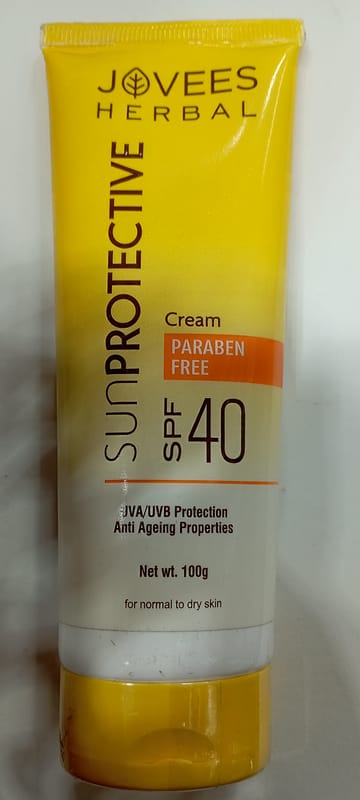 JOVEES
HERBAL
SUNPROTECTIVE
Cream
PARABEN
FREE
SPF 40
UVA/UVB Protection
Anti Ageing Properties
Net wt. 100g
for normal to dry skin